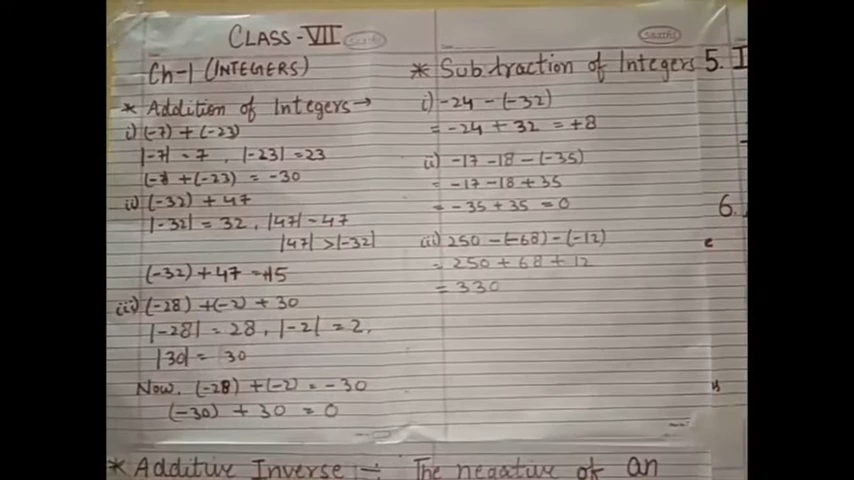 CLASS - VII
Ch-1 (INTEGERS)
* Addition of Integers →
i) (-7) + (-23)
|-7| = 7 , |-23| = 23
(-7) + (-23) = -30
ii) (-32) + 47
|-32| = 32 , |47| = 47
|47| > |-32|
(-32) + 47 = +15
iii) (-28) + (-2) + 30
|-28| = 28 , |-2| = 2,
|30| = 30
Now, (-28) + (-2) = -30
(-30) + 30 = 0
* Subtraction of Integers
i) -24 - (-32)
= -24 + 32 = +8
(ii) -17 - 18 - (-35)
= -17 - 18 + 35
= -35 + 35 = 0
(iii) 250 - (-68) - (-12)
= 250 + 68 + 12
= 330
5. I
6.
* Additive Inverse :- The negative of an